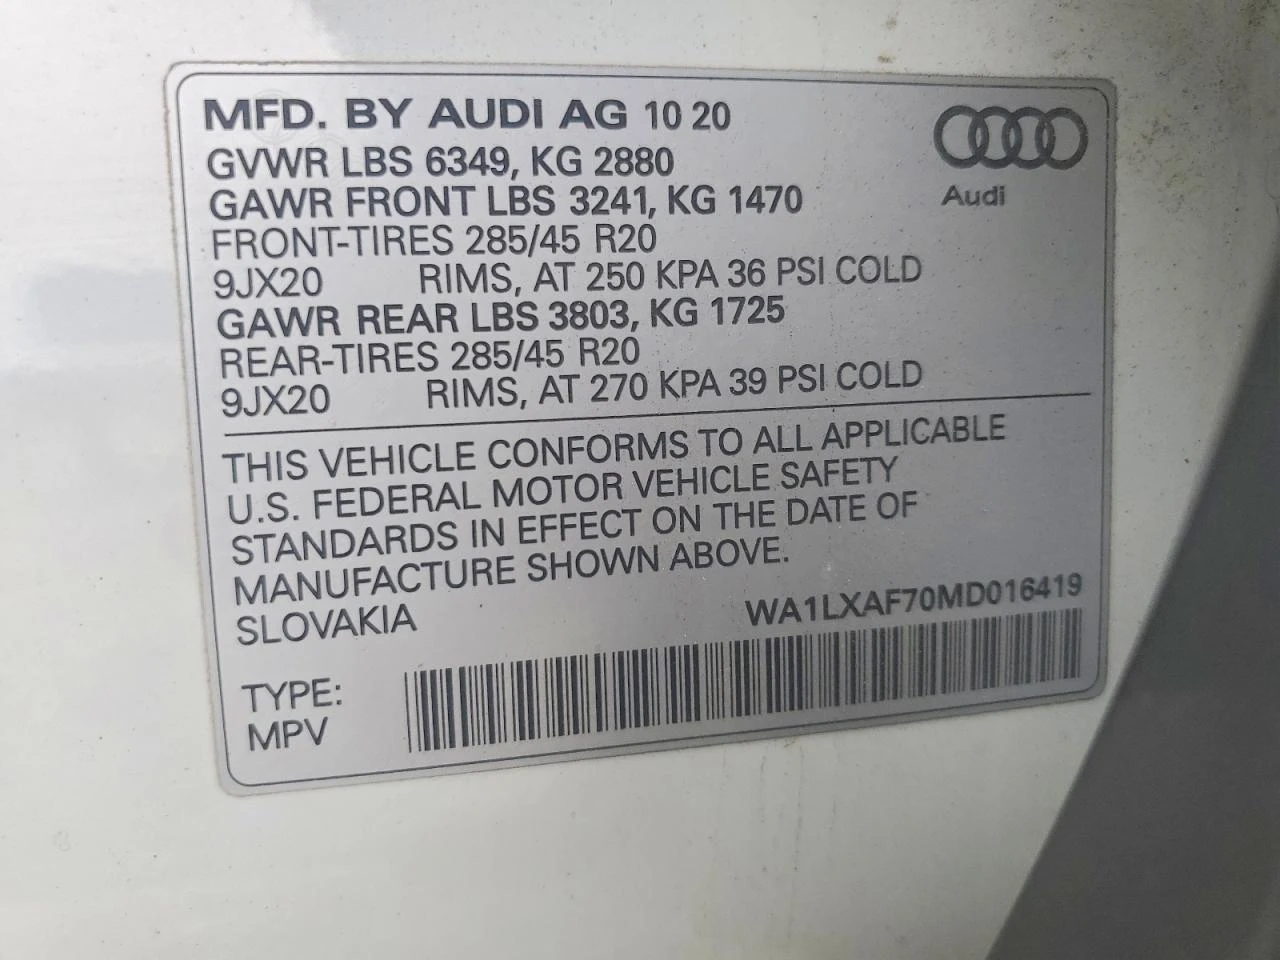 MFD. BY AUDI AG 10 20
Audi
GVWR LBS 6349, KG 2880
GAWR FRONT LBS 3241, KG 1470
FRONT-TIRES 285/45 R20
9JX20 RIMS, AT 250 KPA 36 PSI COLD
GAWR REAR LBS 3803, KG 1725
REAR-TIRES 285/45 R20
9JX20 RIMS, AT 270 KPA 39 PSI COLD
THIS VEHICLE CONFORMS TO ALL APPLICABLE
U.S. FEDERAL MOTOR VEHICLE SAFETY
STANDARDS IN EFFECT ON THE DATE OF
MANUFACTURE SHOWN ABOVE.
SLOVAKIA WA1LXAF70MD016419
TYPE:
MPV